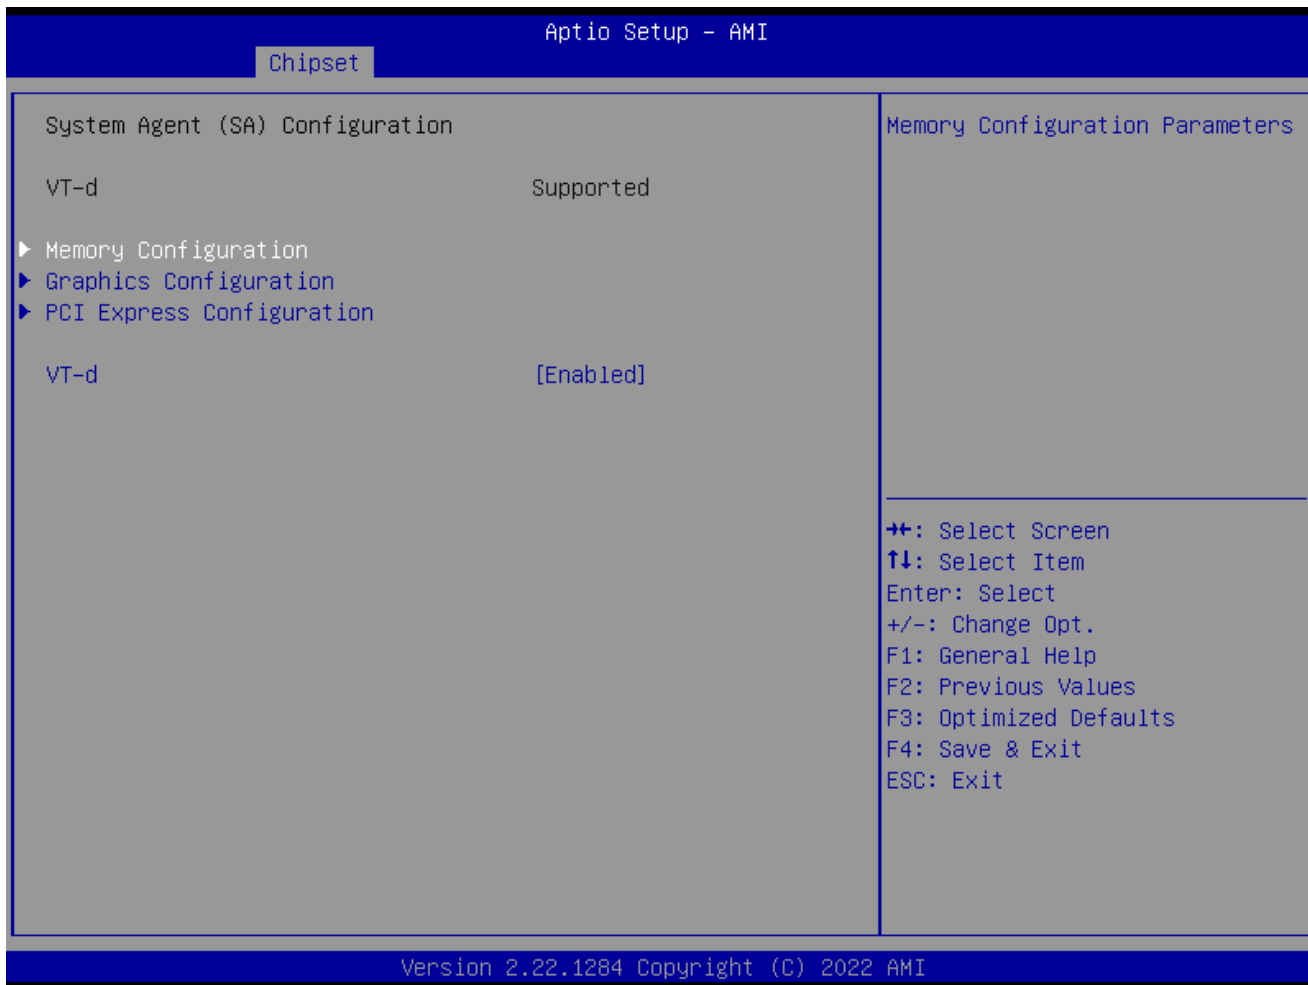 Aptio Setup – AMI
Chipset
System Agent (SA) Configuration
VT-d Supported
▶ Memory Configuration
▶ Graphics Configuration
▶ PCI Express Configuration
VT-d [Enabled]
Memory Configuration Parameters
→←: Select Screen
↑↓: Select Item
Enter: Select
+/-: Change Opt.
F1: General Help
F2: Previous Values
F3: Optimized Defaults
F4: Save & Exit
ESC: Exit
Version 2.22.1284 Copyright (C) 2022 AMI